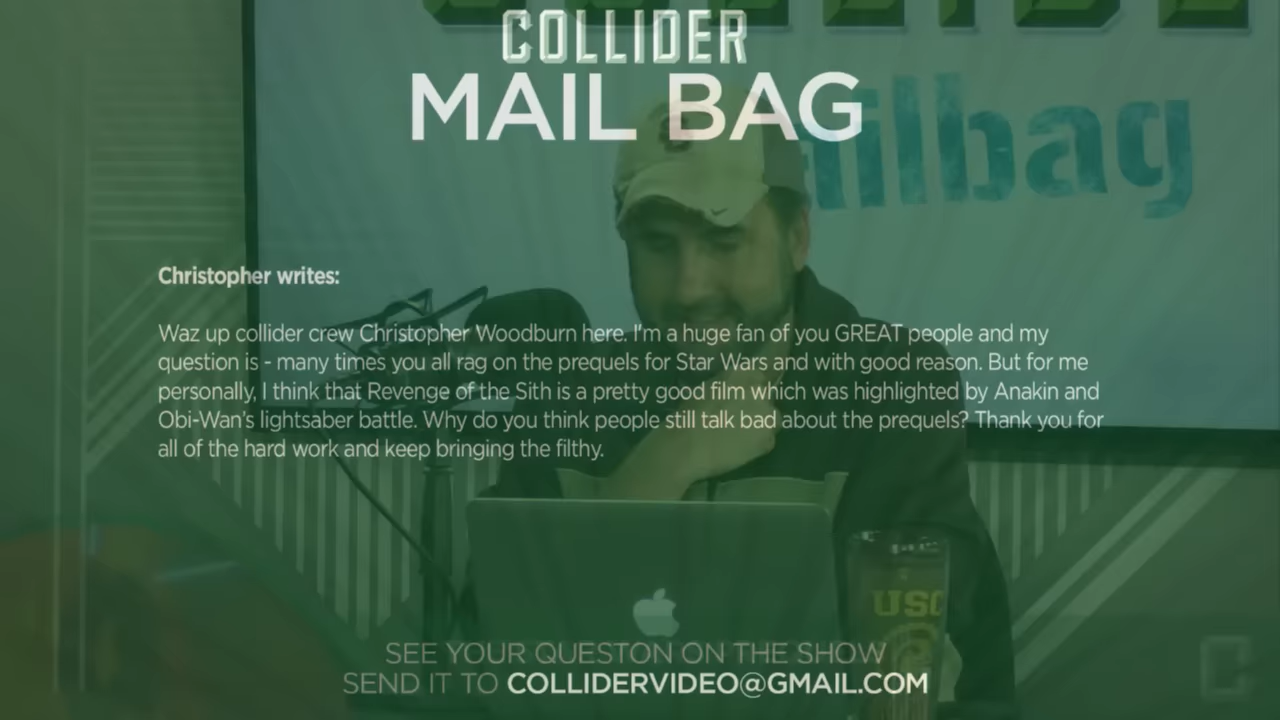 COLLIDER
MAIL BAG
ilbag
Christopher writes:
Waz up collider crew Christopher Woodburn here. I'm a huge fan of you GREAT people and my
question is - many times you all rag on the prequels for Star Wars and with good reason. But for me
personally, I think that Revenge of the Sith is a pretty good film which was highlighted by Anakin and
Obi-Wan's lightsaber battle. Why do you think people still talk bad about the prequels? Thank you for
all of the hard work and keep bringing the filthy.
USC
SEE YOUR QUESTON ON THE SHOW
SEND IT TO COLLIDERVIDEO@GMAIL.COM